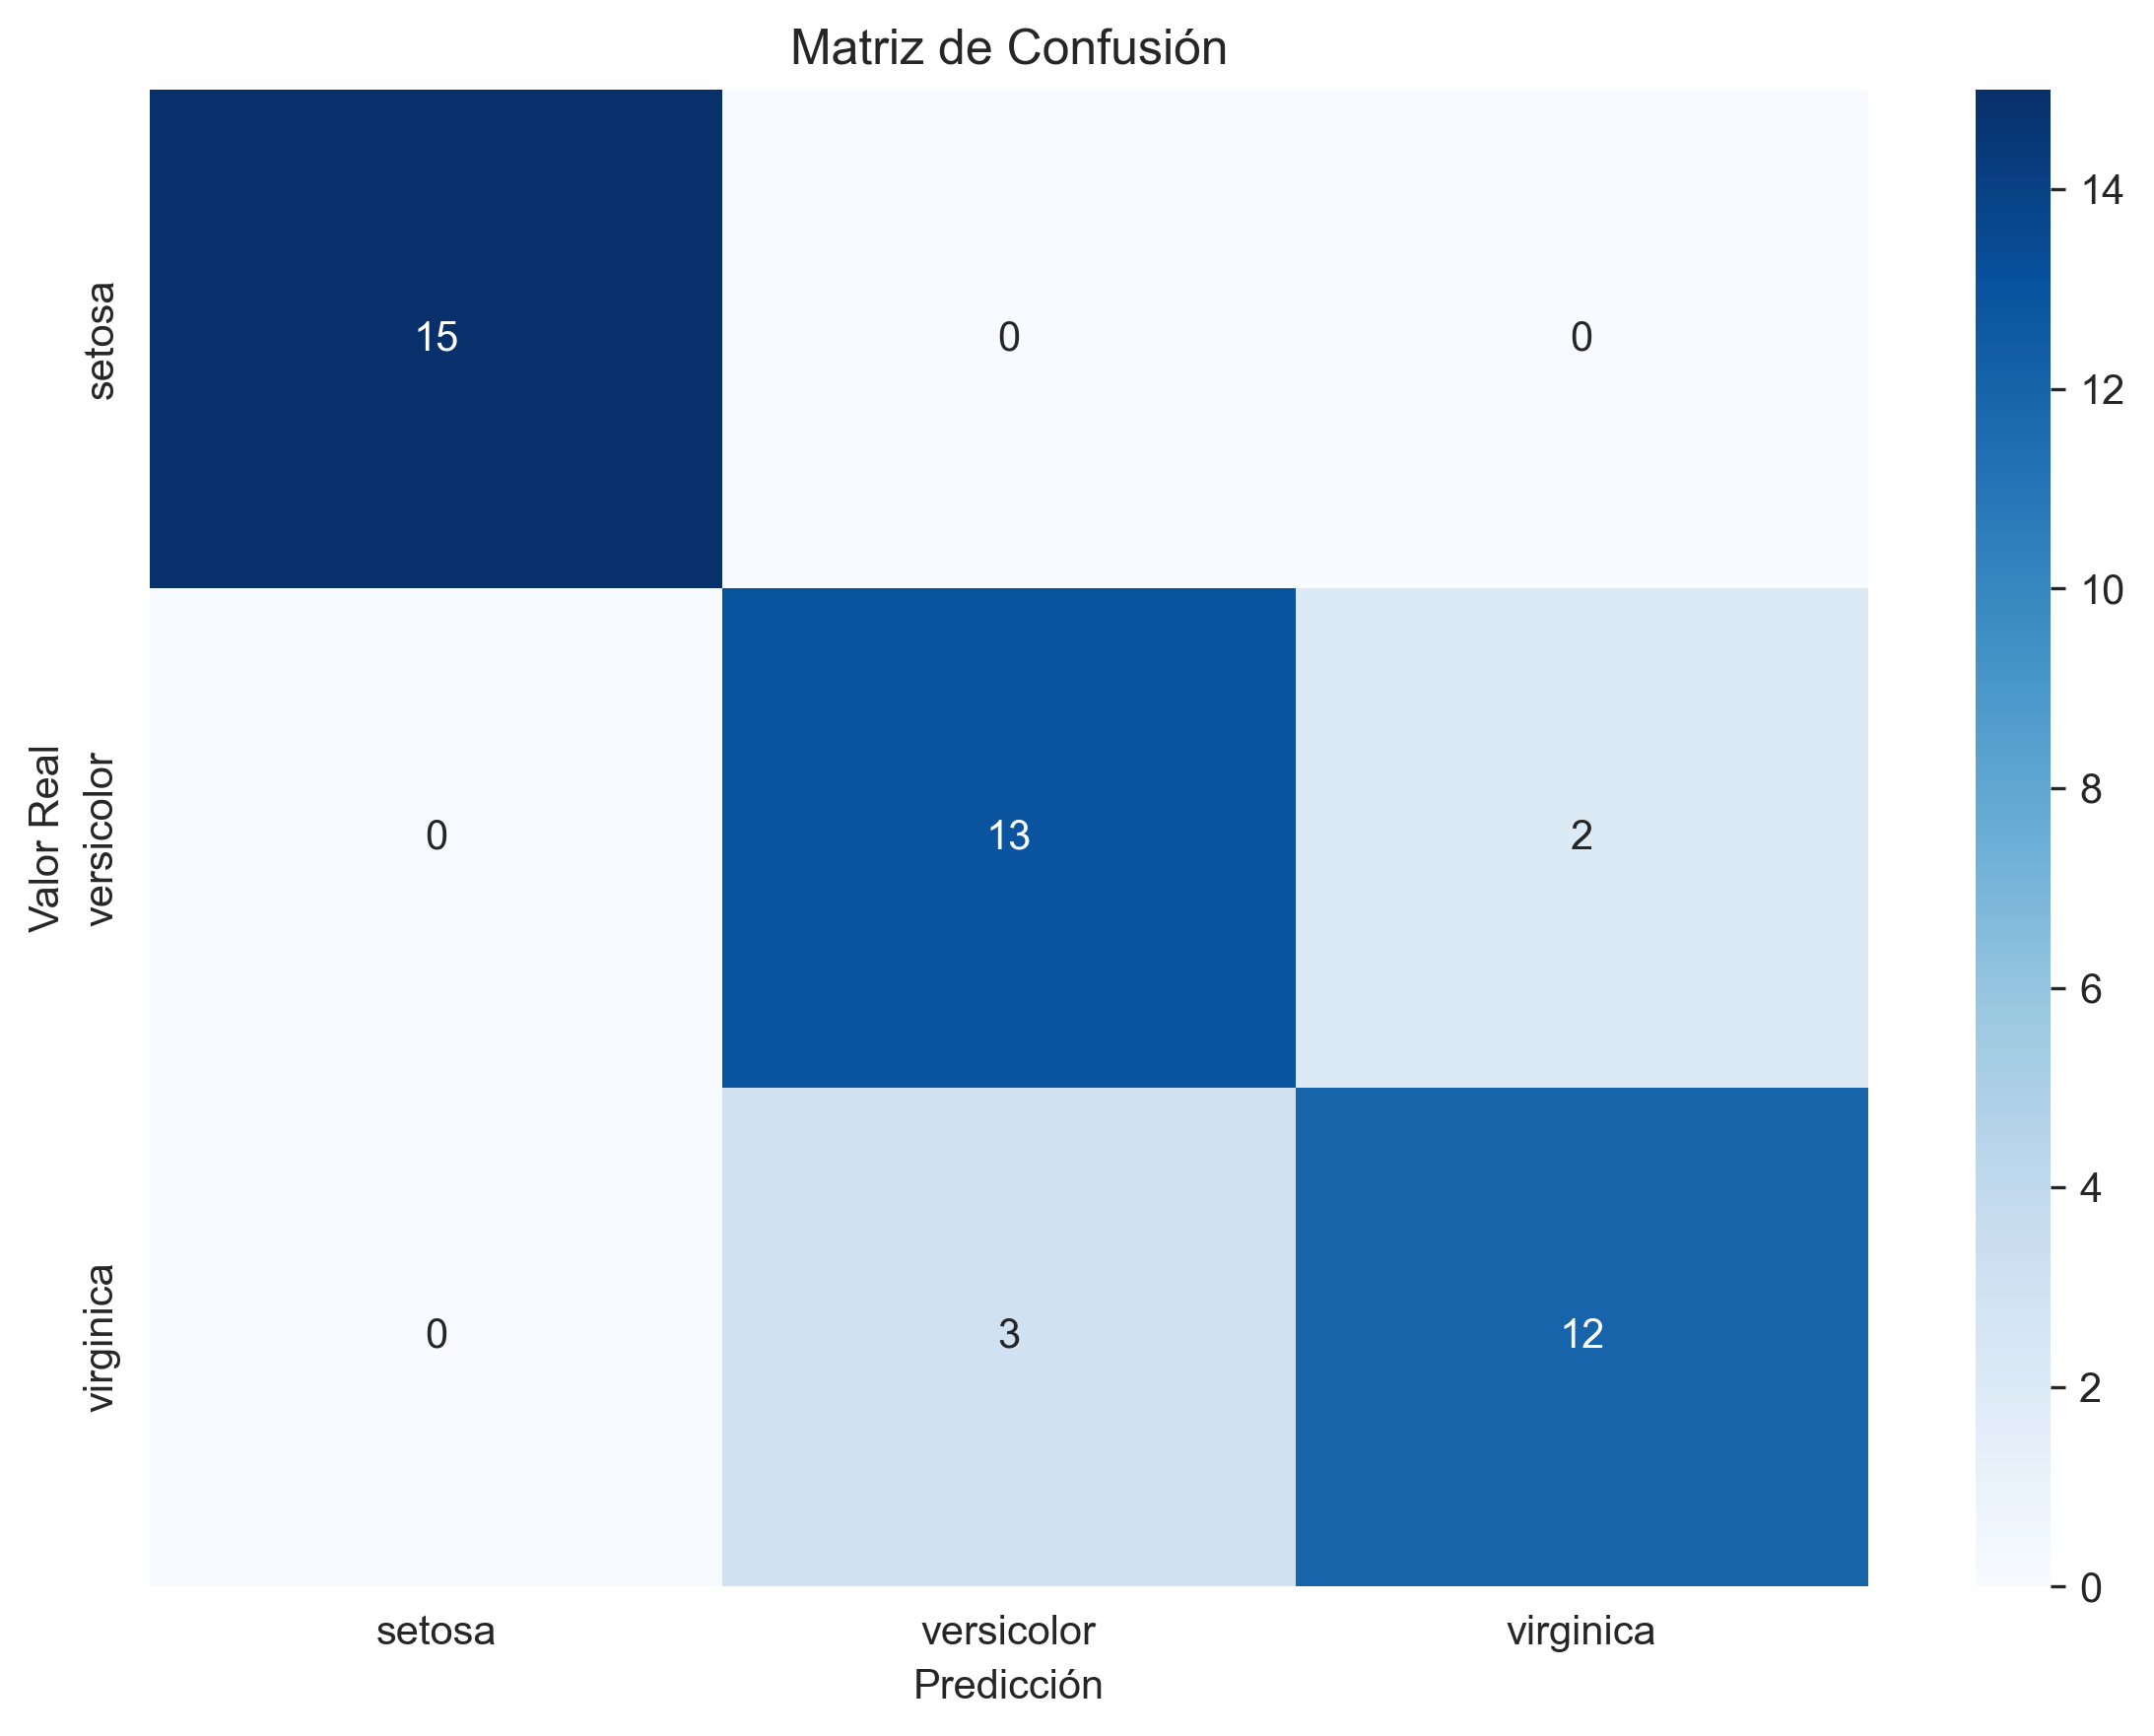 Matriz de Confusión
setosa
15
0
0
Valor Real
versicolor
0
13
2
virginica
0
3
12
setosa
versicolor
virginica
Predicción
14
12
10
8
6
4
2
0